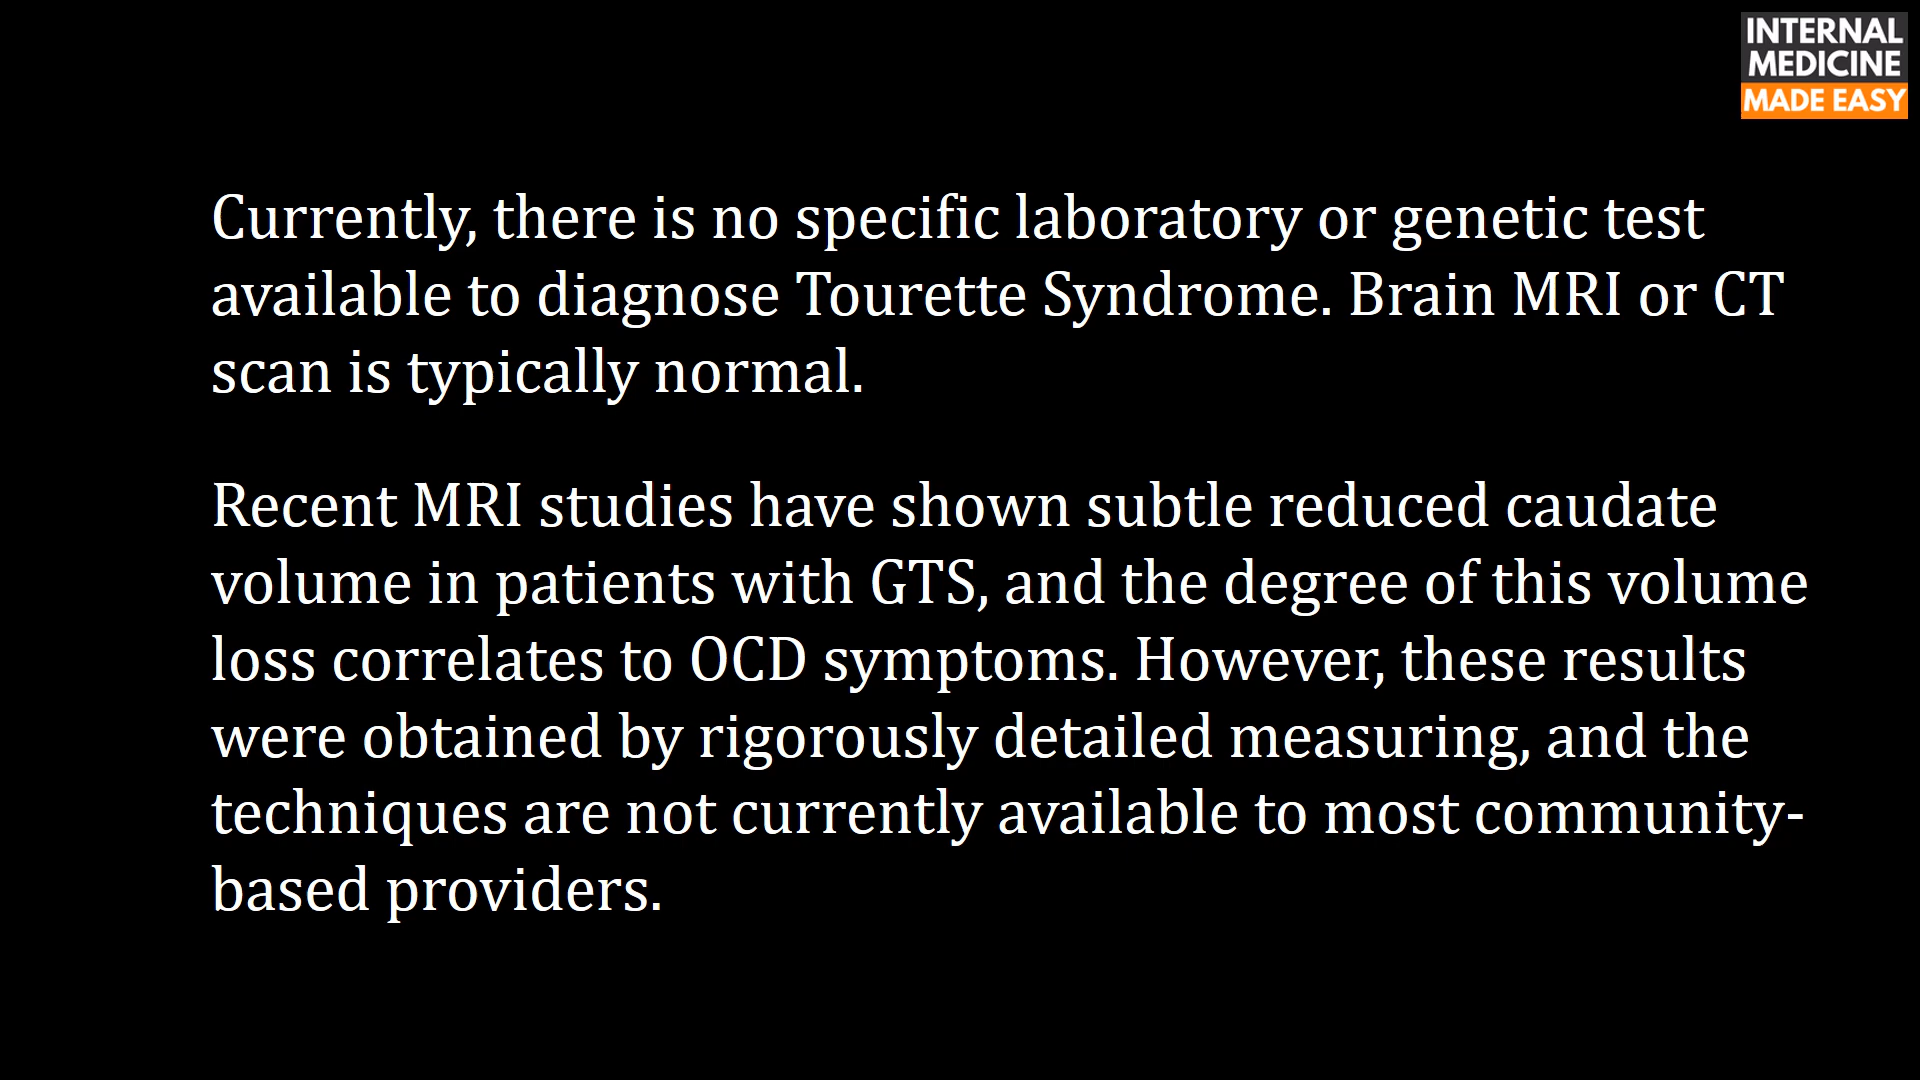 INTERNAL
MEDICINE
MADE EASY
Currently, there is no specific laboratory or genetic test
available to diagnose Tourette Syndrome. Brain MRI or CT
scan is typically normal.
Recent MRI studies have shown subtle reduced caudate
volume in patients with GTS, and the degree of this volume
loss correlates to OCD symptoms. However, these results
were obtained by rigorously detailed measuring, and the
techniques are not currently available to most community-
based providers.